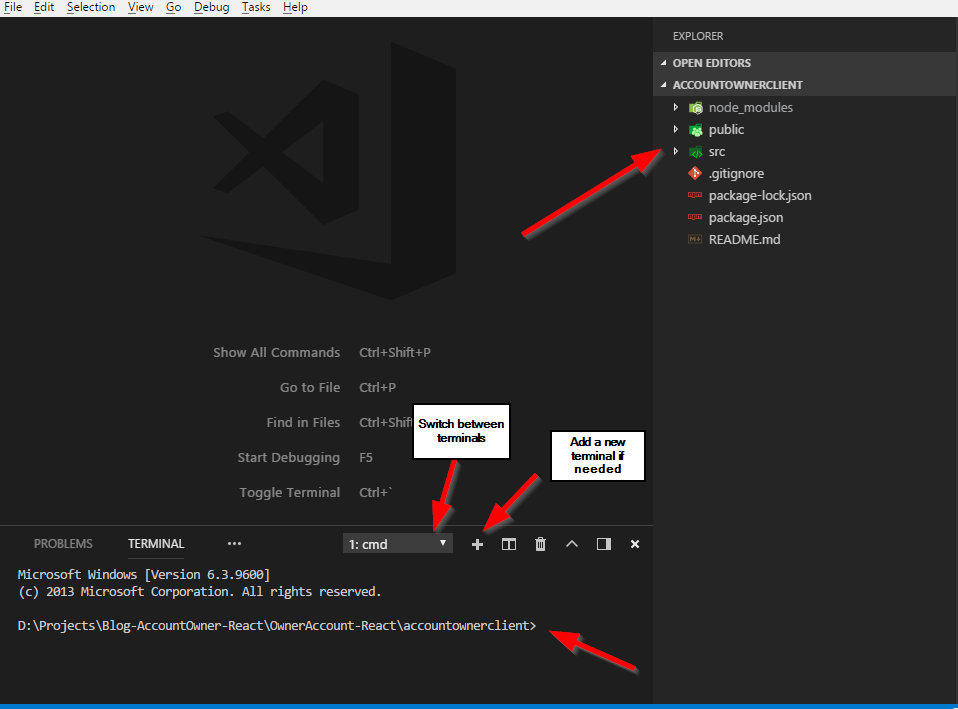 File Edit Selection View Go Debug Tasks Help
EXPLORER
OPEN EDITORS
ACCOUNTOWNERCLIENT
node_modules
public
src
.gitignore
package-lock.json
package.json
README.md
Show All Commands Ctrl+Shift+P
Go to File Ctrl+P
Find in Files Ctrl+Shif
Start Debugging F5
Toggle Terminal Ctrl+`
Switch between
terminals
Add a new
terminal if
needed
PROBLEMS TERMINAL ··· 1: cmd
Microsoft Windows [Version 6.3.9600]
(c) 2013 Microsoft Corporation. All rights reserved.
D:\Projects\Blog-AccountOwner-React\OwnerAccount-React\accountownerclient>